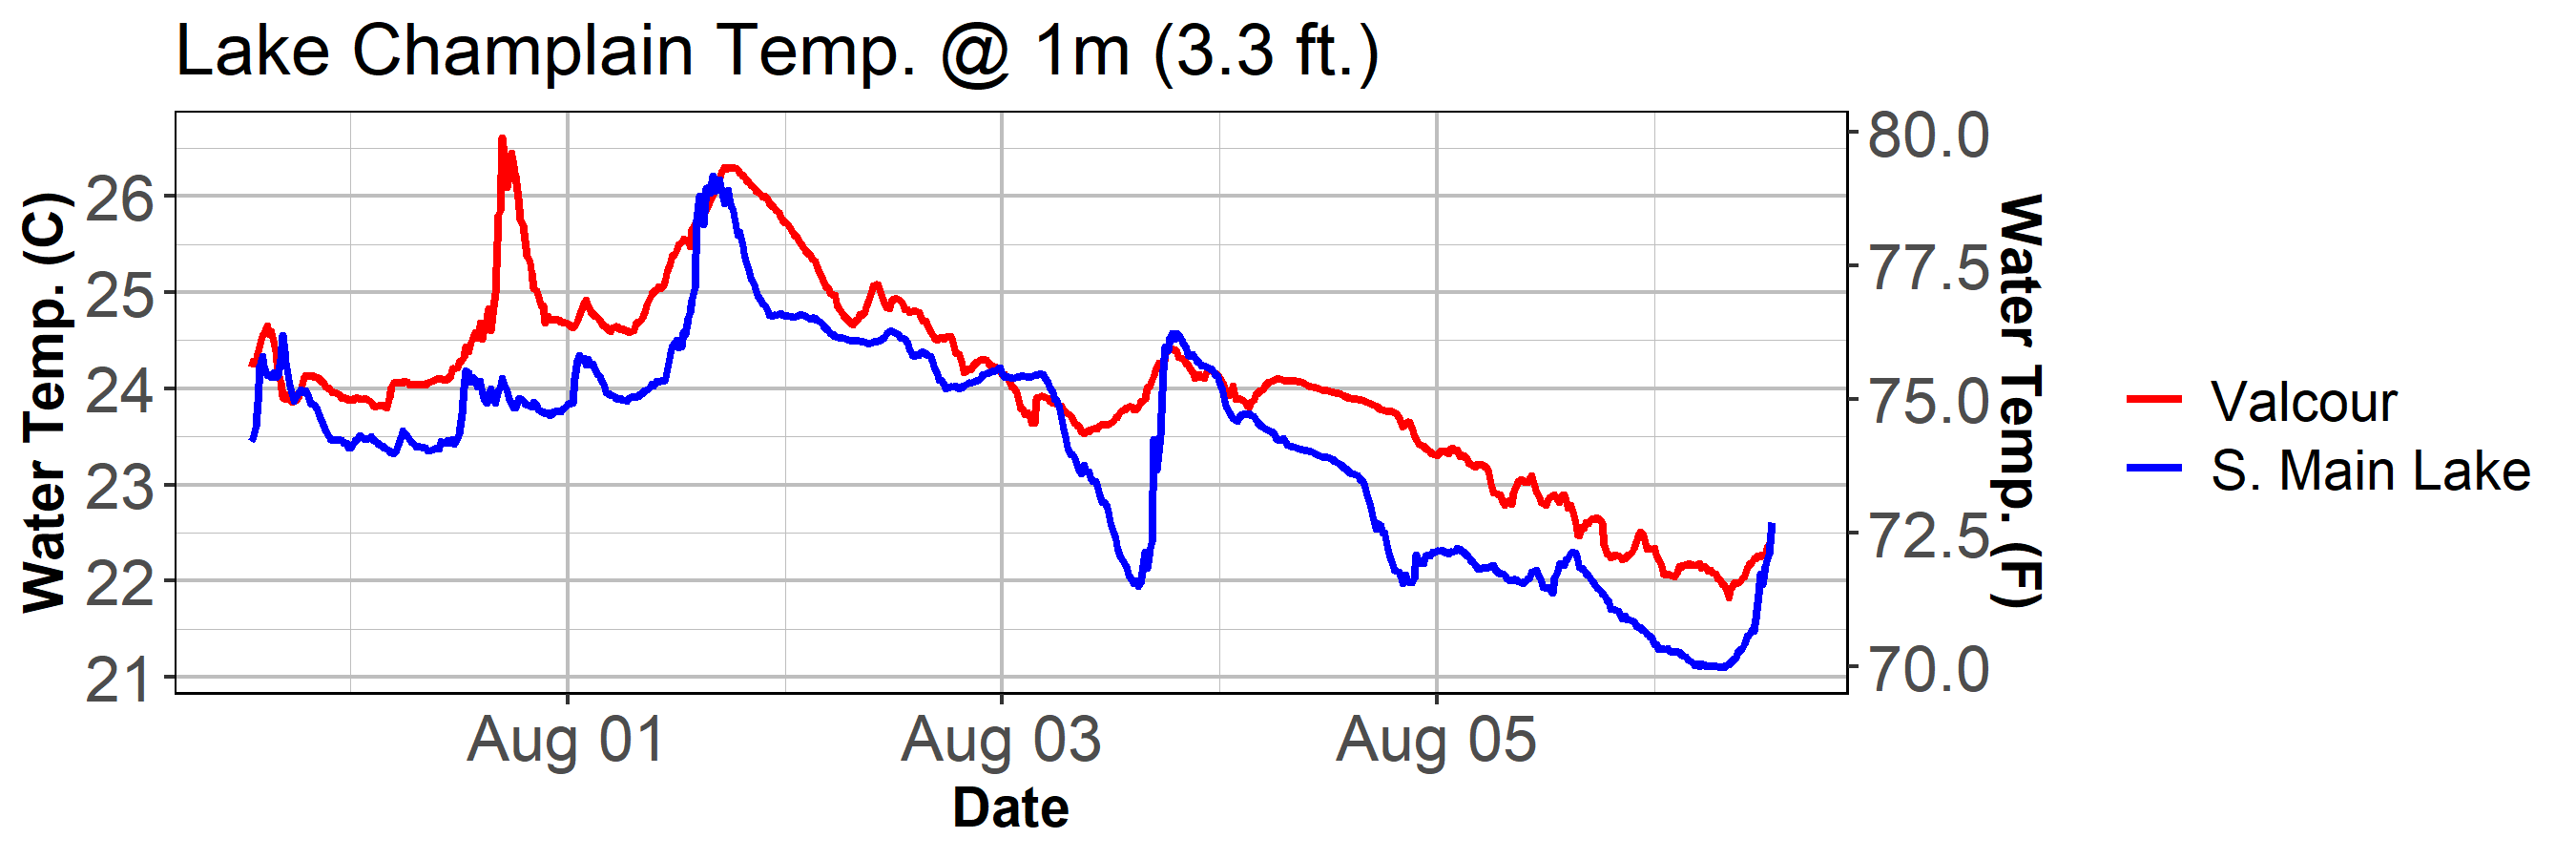 Lake Champlain Temp. @ 1m (3.3 ft.)
Water Temp. (C)
26
25
24
23
22
21
80.0
77.5
75.0
72.5
70.0
Water Temp. (F)
Aug 01
Aug 03
Aug 05
Date
Valcour
S. Main Lake